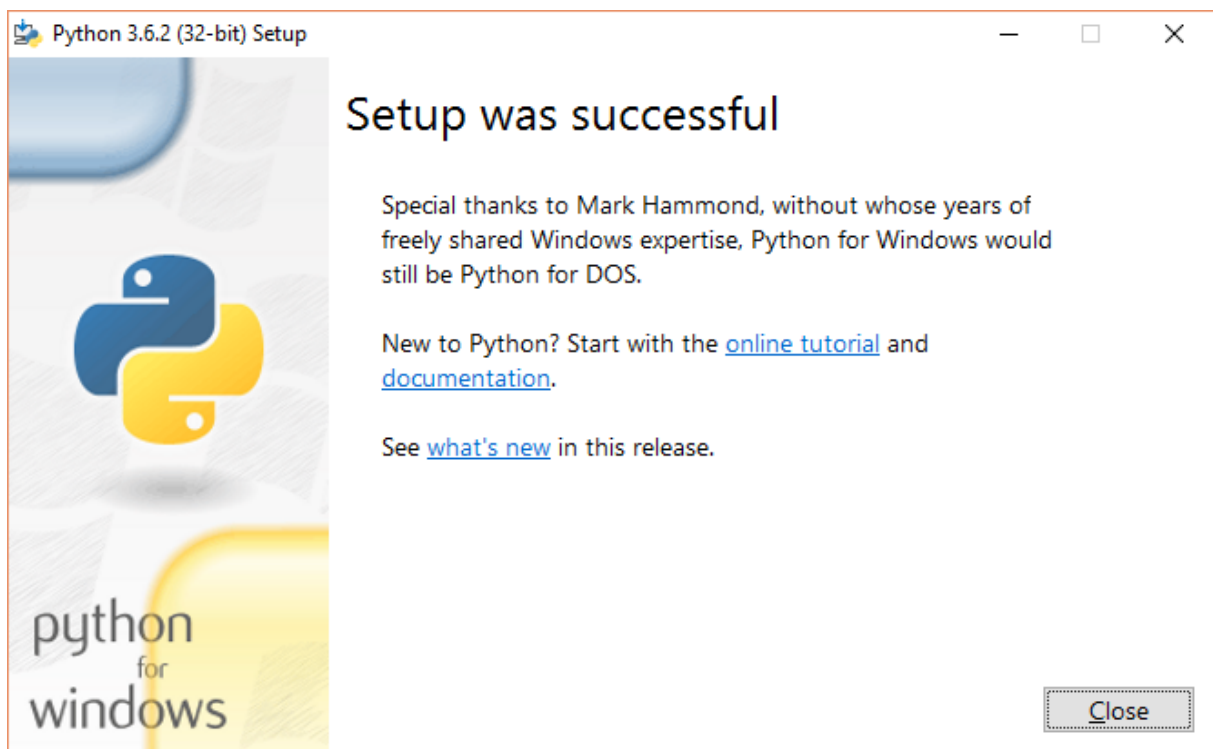 Python 3.6.2 (32-bit) Setup
Setup was successful
Special thanks to Mark Hammond, without whose years of
freely shared Windows expertise, Python for Windows would
still be Python for DOS.
New to Python? Start with the online tutorial and
documentation.
See what's new in this release.
python
for
windows
Close